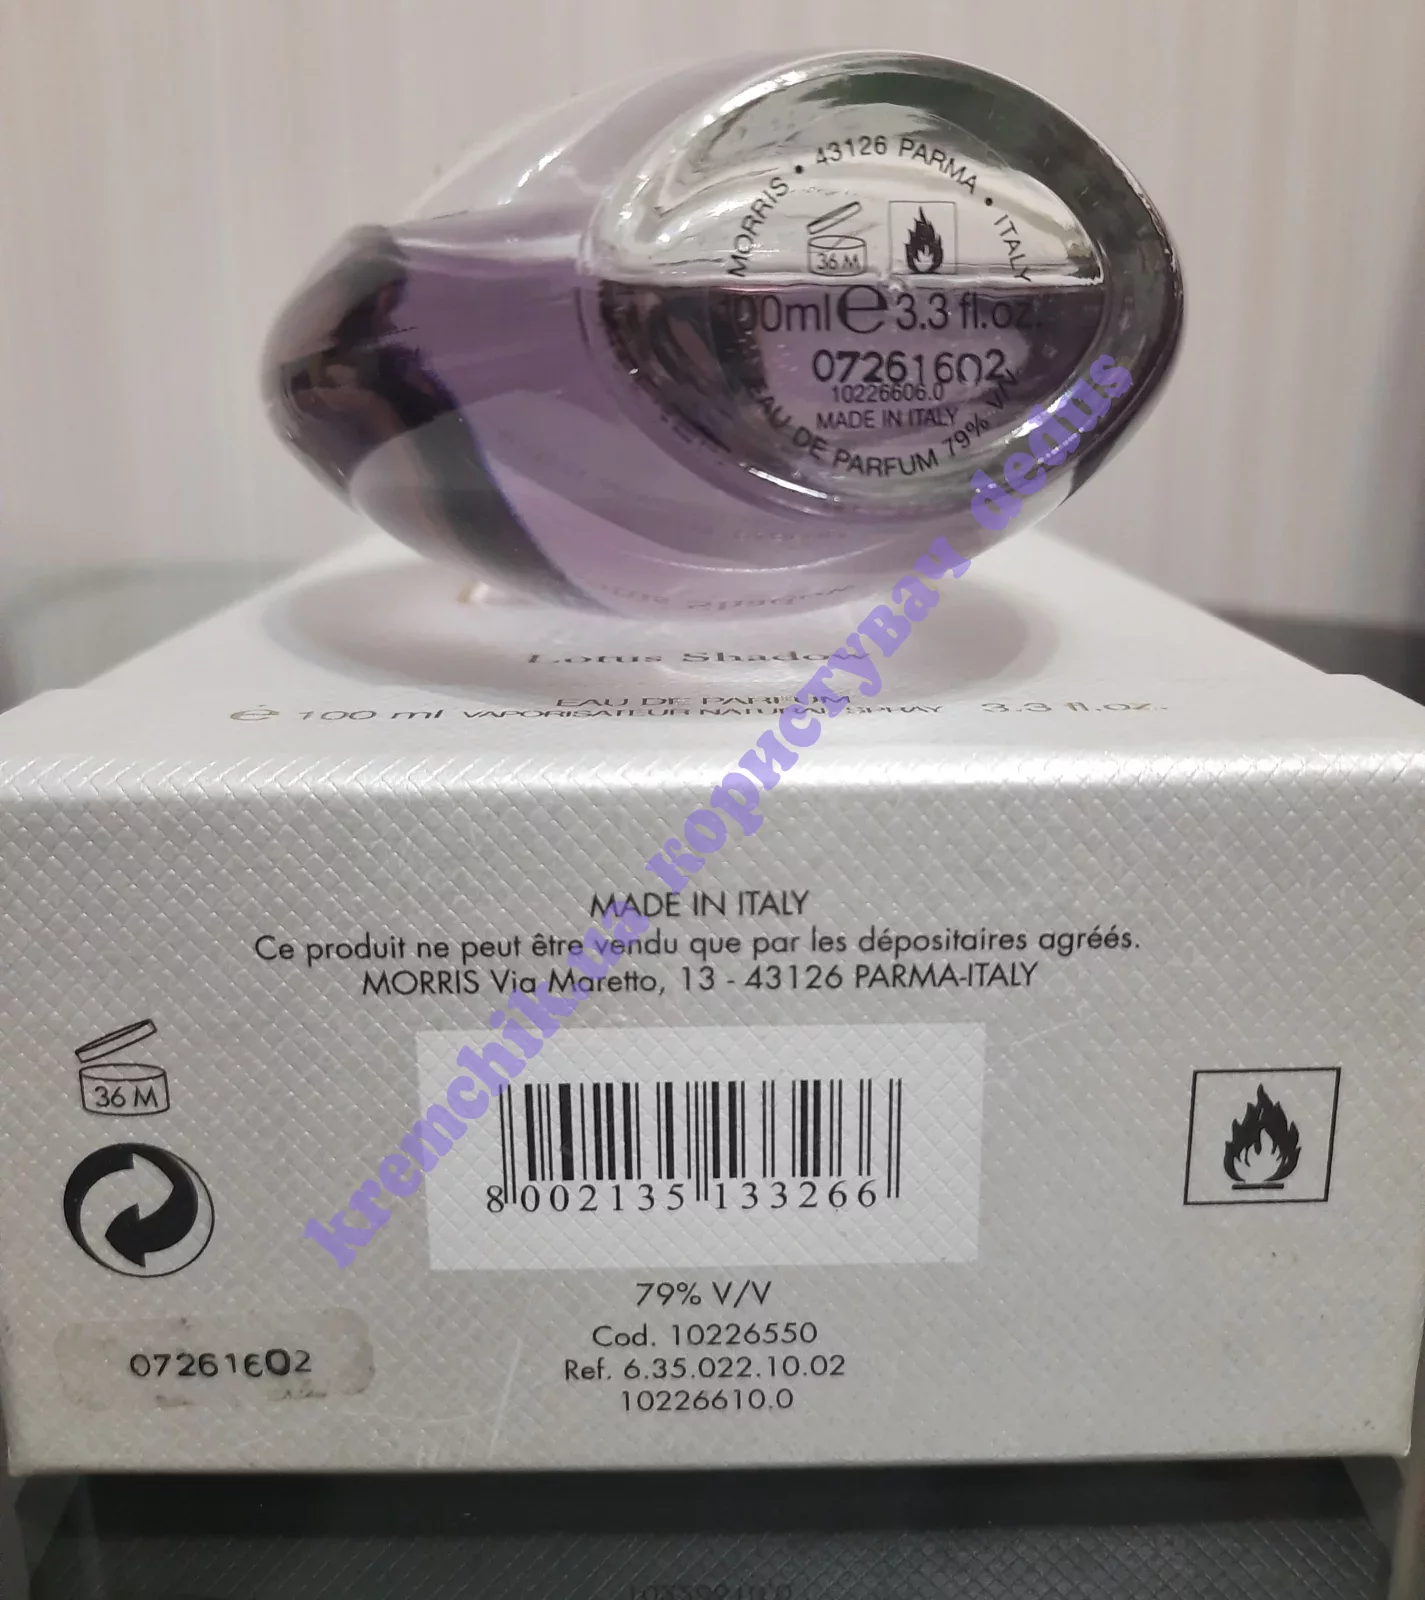 MORRIS • 43126 PARMA • ITALY
36 M
100ml e 3.3 fl.oz.
07261602
10226606.0
MADE IN ITALY
EAU DE PARFUM 79% V/V
Lotus Shadow
EAU DE PARFUM
e 100 ml VAPORISATEUR NATURAL SPRAY 3.3 fl.oz.
kremchik.ua користувач dedus
MADE IN ITALY
Ce produit ne peut être vendu que par les dépositaires agréés.
MORRIS Via Maretto, 13 - 43126 PARMA-ITALY
36 M
8 002135 133266
79% V/V
Cod. 10226550
07261602
Ref. 6.35.022.10.02
10226610.0